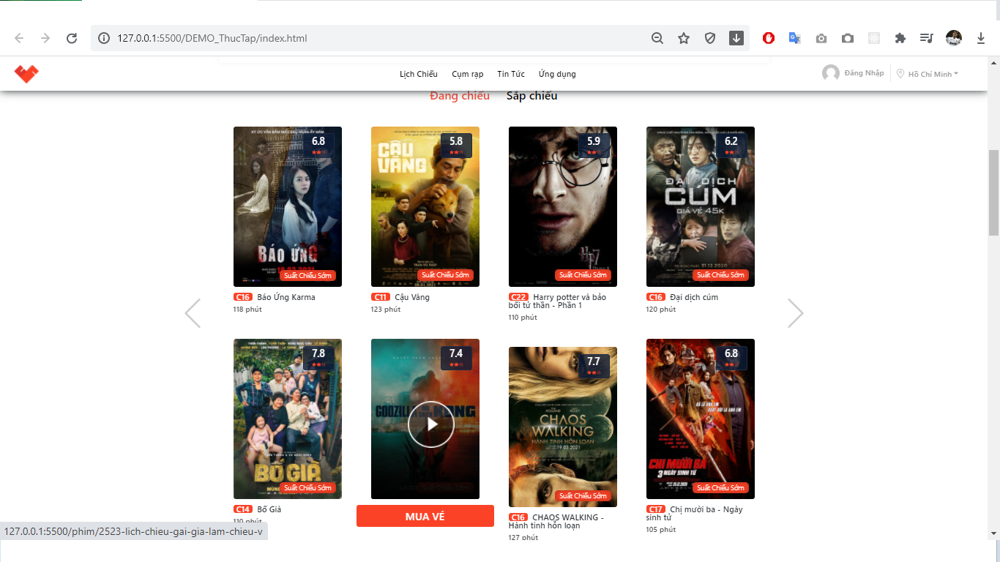 127.0.0.1:5500/DEMO_ThucTap/index.html
Lịch Chiếu Cụm rạp Tin Tức Ứng dụng
Đăng Nhập
Hồ Chí Minh
Đang chiếu Sắp chiếu
6.8
BÁO ỨNG
Suất Chiếu Sớm
C16 Báo Ứng Karma
118 phút
5.8
CẬU
VÀNG
Suất Chiếu Sớm
C11 Cậu Vàng
123 phút
5.9
Suất Chiếu Sớm
C22 Harry potter và bảo
bối tử thần - Phần 1
110 phút
6.2
ĐẠI DỊCH
CÚM
GIÁ VÉ 45K
31.12.2020
Suất Chiếu Sớm
C16 Đại dịch cúm
120 phút
7.8
BỐ GIÀ
Suất Chiếu Sớm
C14 Bố Già
110 phút
7.4
GODZILLA KONG
MUA VÉ
7.7
CHAOS
WALKING
HÀNH TINH HỖN LOẠN
19.03.2021
Suất Chiếu Sớm
C16 CHAOS WALKING -
Hành tinh hỗn loạn
127 phút
6.8
CHỊ MƯỜI BA
3 NGÀY SINH TỬ
Suất Chiếu Sớm
C17 Chị mười ba - Ngày
sinh tử
105 phút
127.0.0.1:5500/phim/2523-lich-chieu-gai-gia-lam-chieu-v